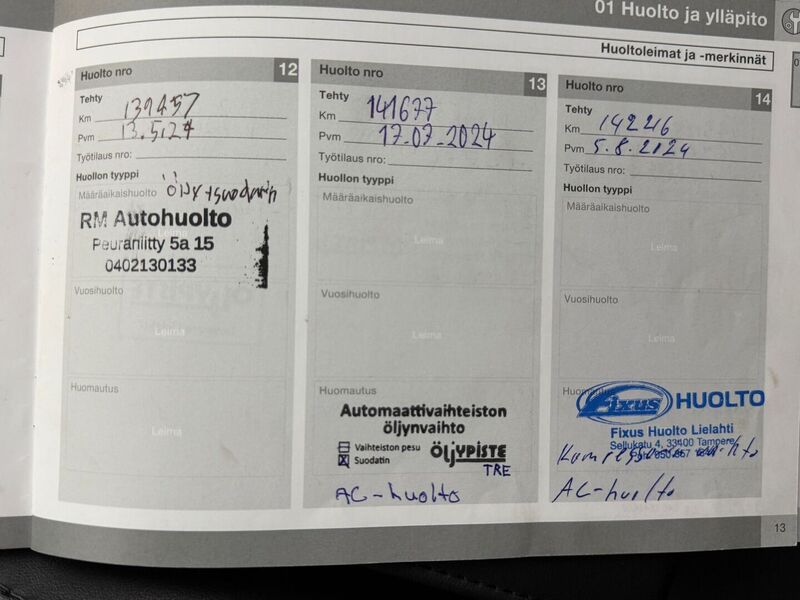 01 Huolto ja ylläpito
Huoltoleimat ja -merkinnät
Huolto nro 12
Tehty
Km 139457
Pvm 13.5.24
Työtilaus nro:
Huollon tyyppi
Määräaikaishuolto Öljy + suodatin
RM Autohuolto
Peuraniitty 5a 15
0402130133
Vuosihuolto
Leima
Huomautus
Leima
Huolto nro 13
Tehty
Km 141677
Pvm 17.07.2024
Työtilaus nro:
Huollon tyyppi
Määräaikaishuolto
Leima
Vuosihuolto
Leima
Huomautus
Automaattivaihteiston
öljynvaihto
Vaihteiston pesu
Suodatin
ÖLJYPISTE
TRE
AC-huolto
Huolto nro 14
Tehty
Km 142216
Pvm 5.8.2024
Työtilaus nro:
Huollon tyyppi
Määräaikaishuolto
Leima
Vuosihuolto
Leima
Huomautus
Fixus HUOLTO
Fixus Huolto Lielahti
Sellukatu 4, 33400 Tampere
AC-huolto
13